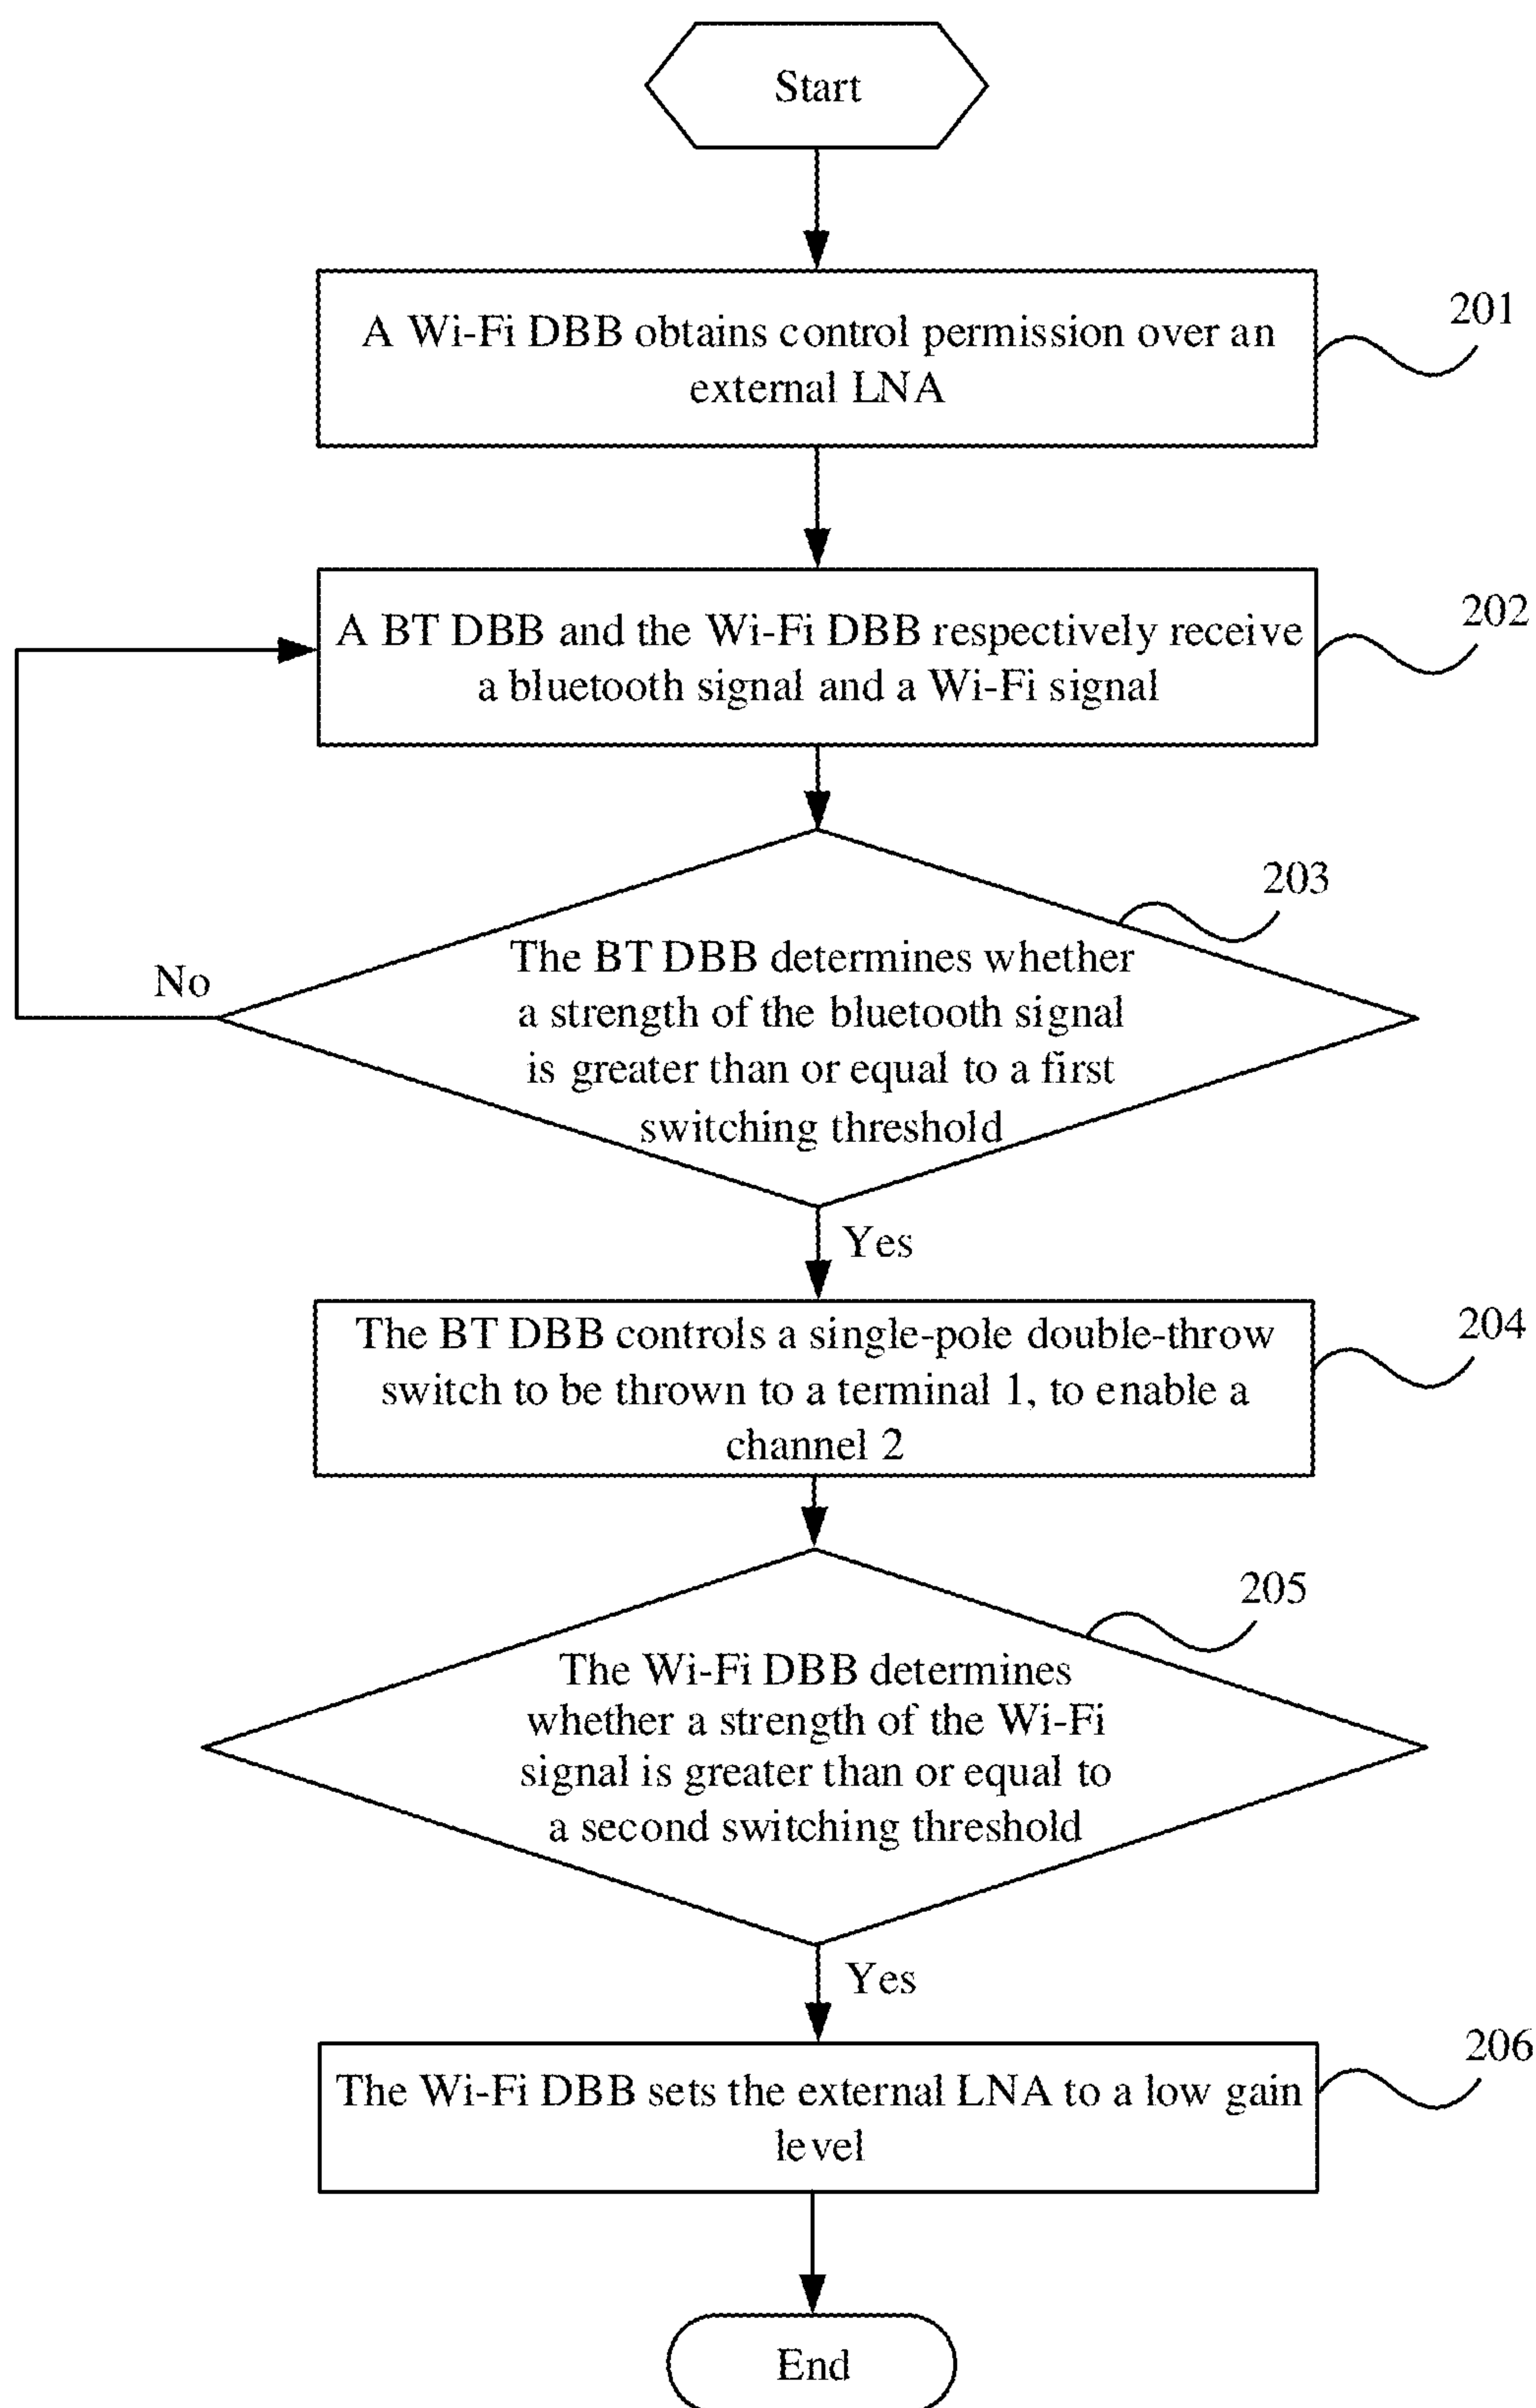 Start
A Wi-Fi DBB obtains control permission over an
external LNA
201
A BT DBB and the Wi-Fi DBB respectively receive
a bluetooth signal and a Wi-Fi signal
202
203
The BT DBB determines whether
a strength of the bluetooth signal
is greater than or equal to a first
switching threshold
No
Yes
The BT DBB controls a single-pole double-throw
switch to be thrown to a terminal 1, to enable a
channel 2
204
205
The Wi-Fi DBB determines
whether a strength of the Wi-Fi
signal is greater than or equal to
a second switching threshold
Yes
The Wi-Fi DBB sets the external LNA to a low gain
level
206
End